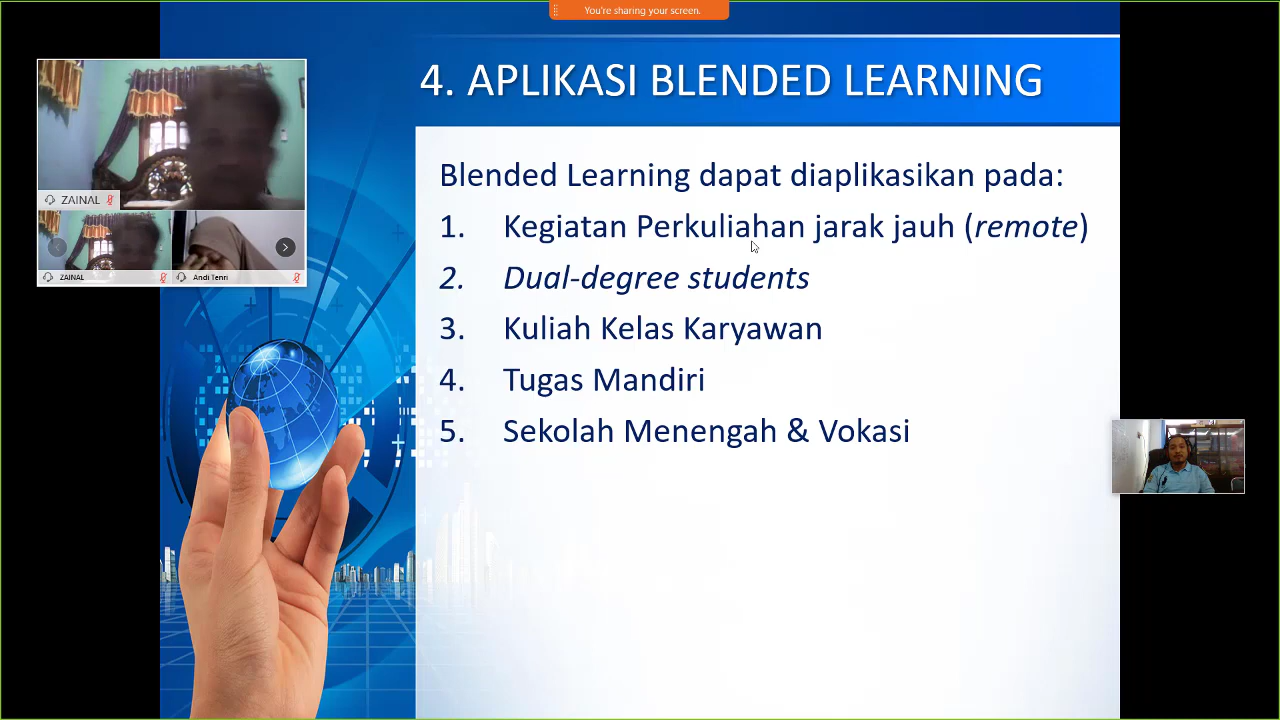 You're sharing your screen.
4. APLIKASI BLENDED LEARNING
ZAINAL
ZAINAL
Andi Tenri
Blended Learning dapat diaplikasikan pada:
1. Kegiatan Perkuliahan jarak jauh (remote)
2. Dual-degree students
3. Kuliah Kelas Karyawan
4. Tugas Mandiri
5. Sekolah Menengah & Vokasi